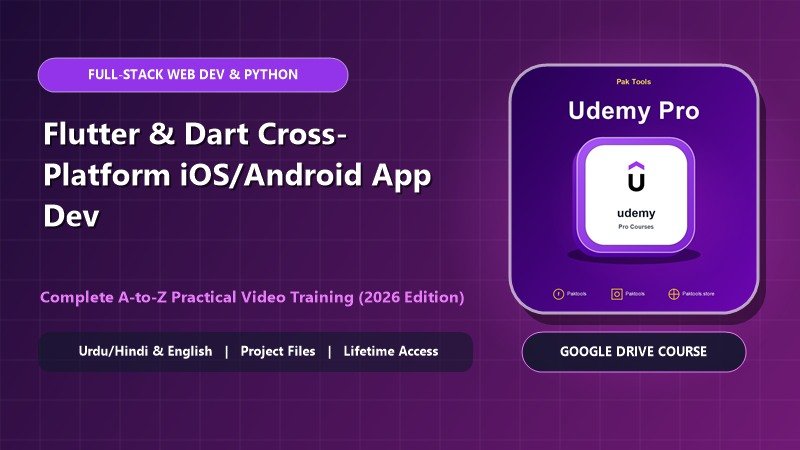 FULL-STACK WEB DEV & PYTHON
Flutter & Dart Cross-
Platform iOS/Android App
Dev
Complete A-to-Z Practical Video Training (2026 Edition)
Urdu/Hindi & English | Project Files | Lifetime Access
Pak Tools
Udemy Pro
udemy
Pro Courses
Paktools Paktools Paktools.store
GOOGLE DRIVE COURSE